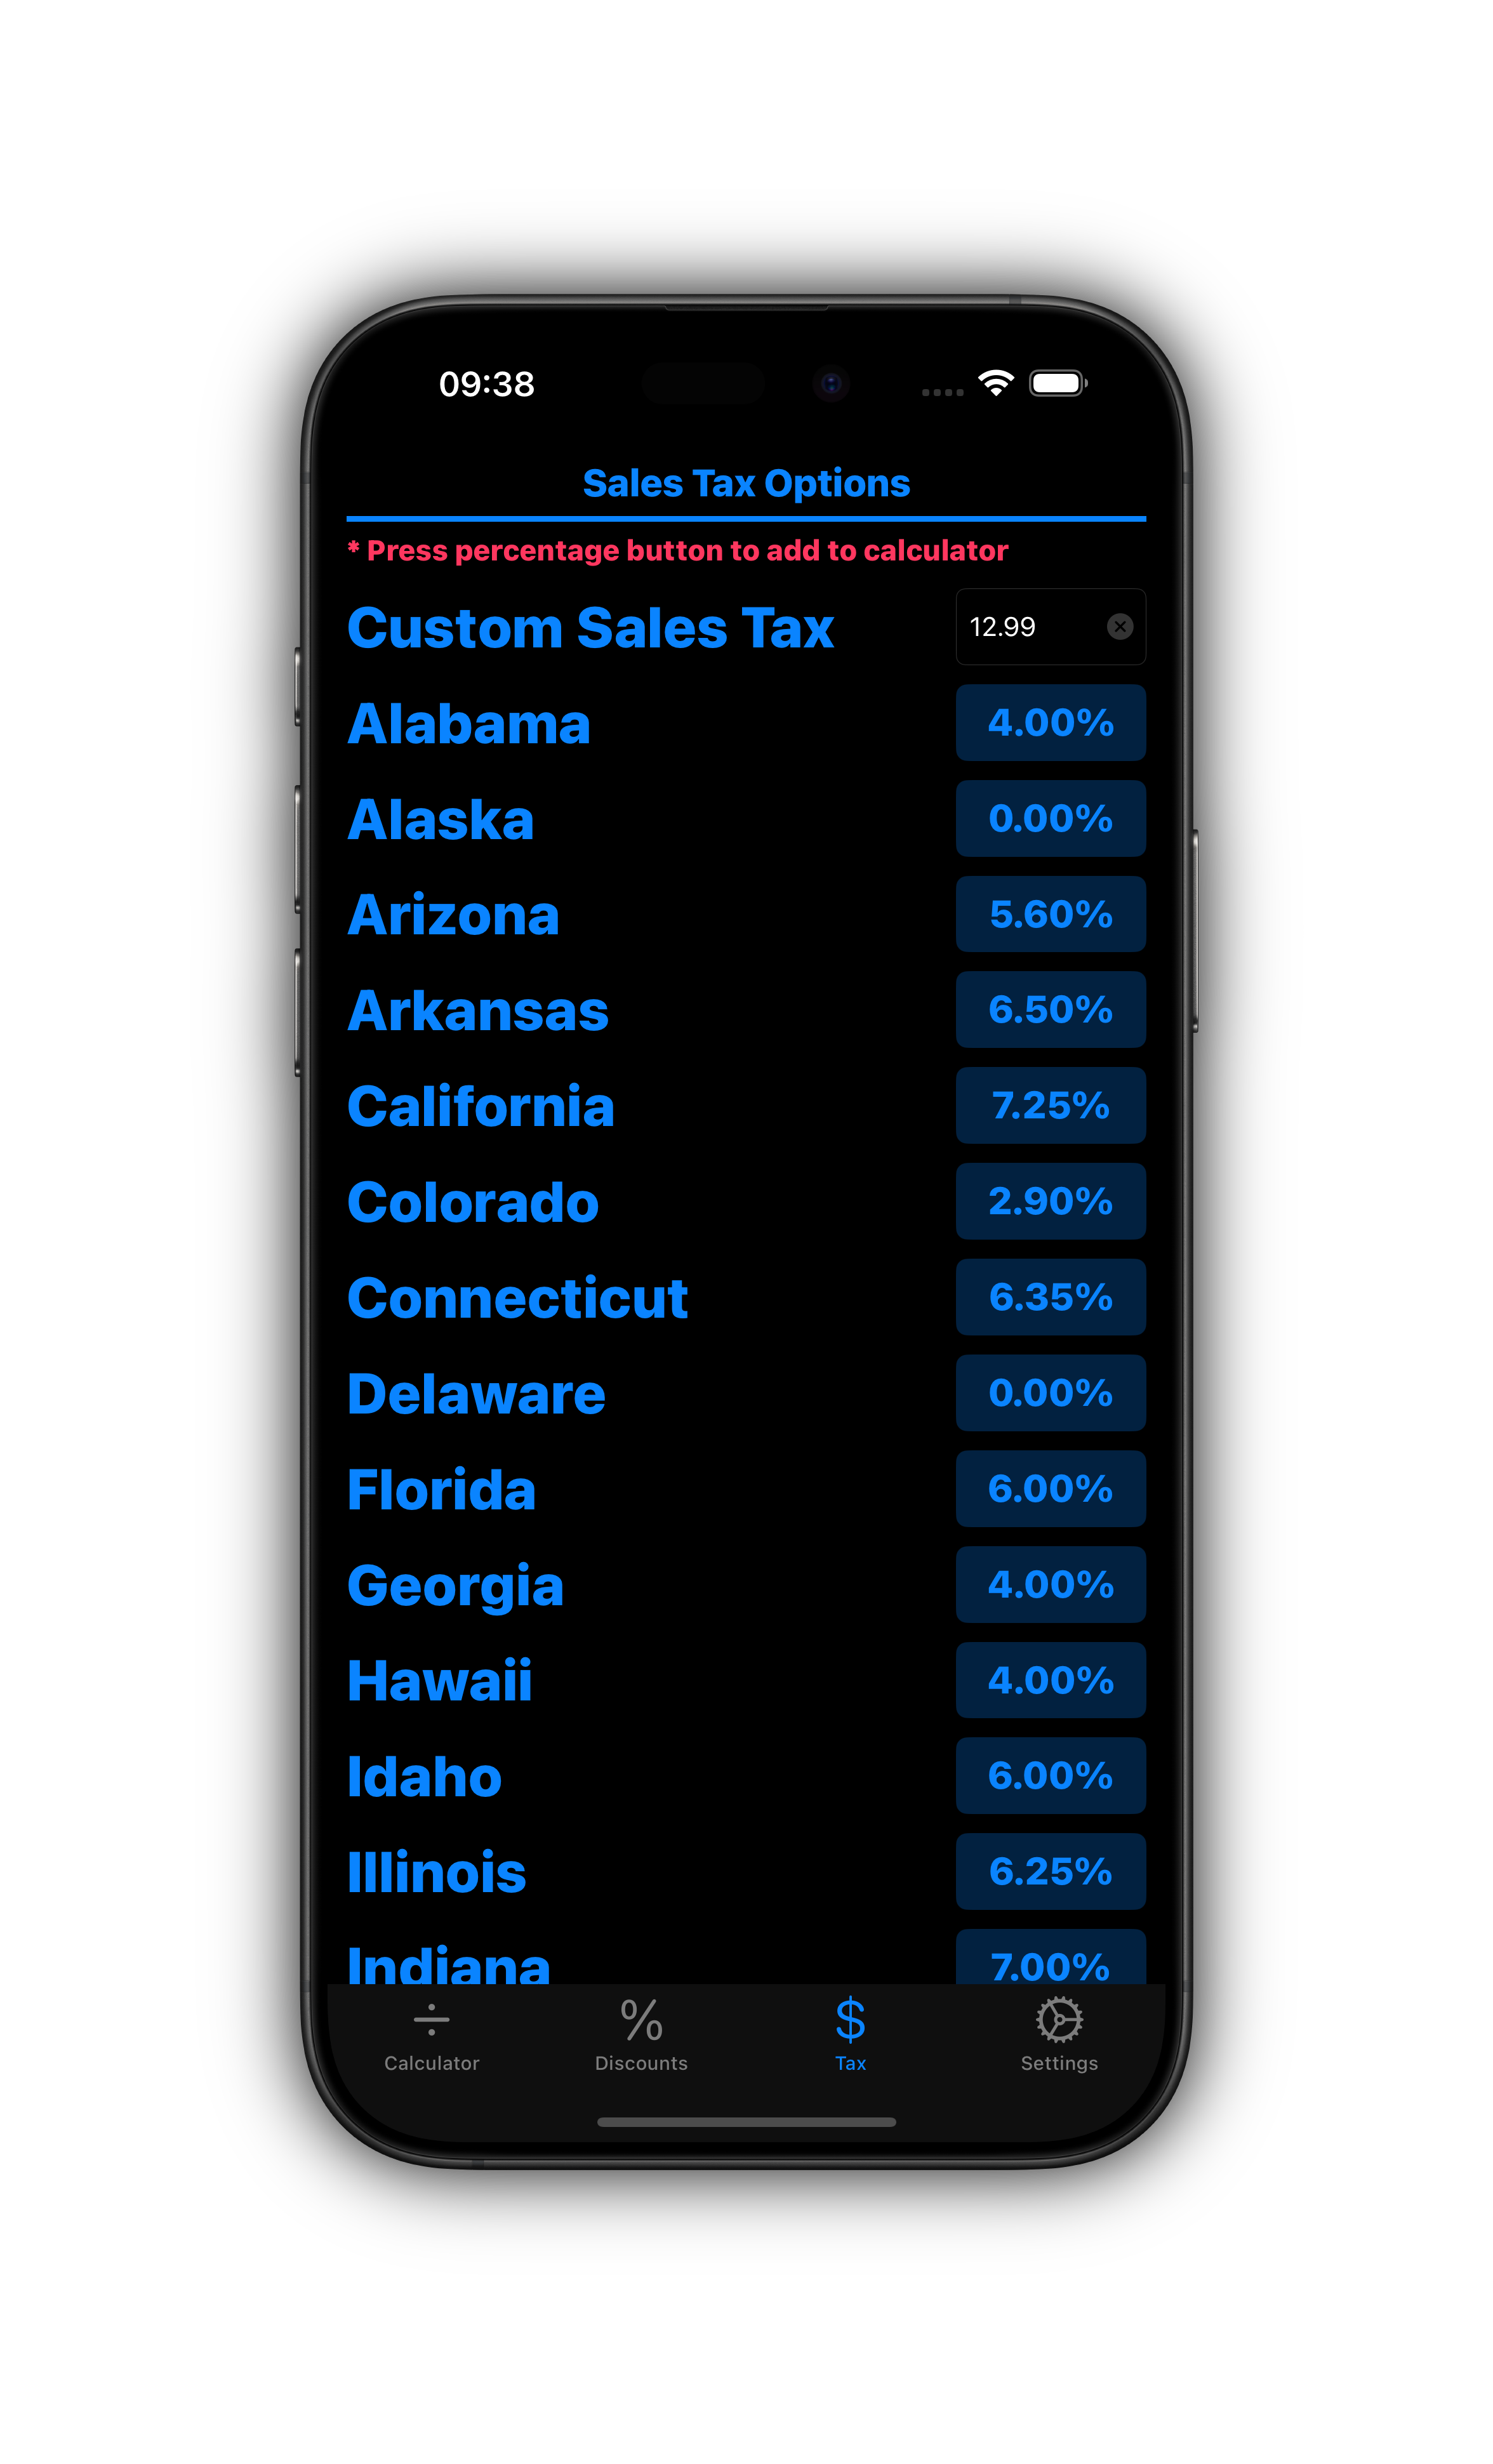 09:38
Sales Tax Options
* Press percentage button to add to calculator
Custom Sales Tax 12.99
Alabama 4.00%
Alaska 0.00%
Arizona 5.60%
Arkansas 6.50%
California 7.25%
Colorado 2.90%
Connecticut 6.35%
Delaware 0.00%
Florida 6.00%
Georgia 4.00%
Hawaii 4.00%
Idaho 6.00%
Illinois 6.25%
Indiana 7.00%
Calculator Discounts Tax Settings